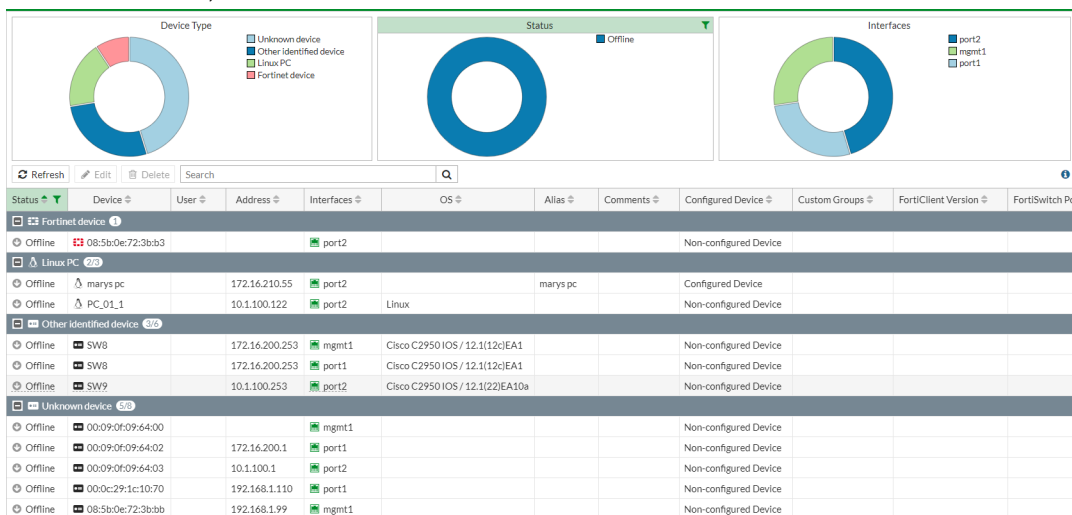 Device Type
Unknown device
Other identified device
Linux PC
Fortinet device
Status
Offline
Interfaces
port2
mgmt1
port1
Refresh Edit Delete Search
Status Device User Address Interfaces OS Alias Comments Configured Device Custom Groups FortiClient Version FortiSwitch Po
Fortinet device 1
Offline 08:5b:0e:72:3b:b3 port2 Non-configured Device
Linux PC 2/3
Offline marys pc 172.16.210.55 port2 marys pc Configured Device
Offline PC_01_1 10.1.100.122 port2 Linux Non-configured Device
Other identified device 3/6
Offline SW8 172.16.200.253 mgmt1 Cisco C2950 IOS / 12.1(12c)EA1 Non-configured Device
Offline SW8 172.16.200.253 port1 Cisco C2950 IOS / 12.1(12c)EA1 Non-configured Device
Offline SW9 10.1.100.253 port2 Cisco C2950 IOS / 12.1(22)EA10a Non-configured Device
Unknown device 5/8
Offline 00:09:0f:09:64:00 mgmt1 Non-configured Device
Offline 00:09:0f:09:64:02 172.16.200.1 port1 Non-configured Device
Offline 00:09:0f:09:64:03 10.1.100.1 port2 Non-configured Device
Offline 00:0c:29:1c:10:70 192.168.1.110 port1 Non-configured Device
Offline 08:5b:0e:72:3b:bb 192.168.1.99 mgmt1 Non-configured Device